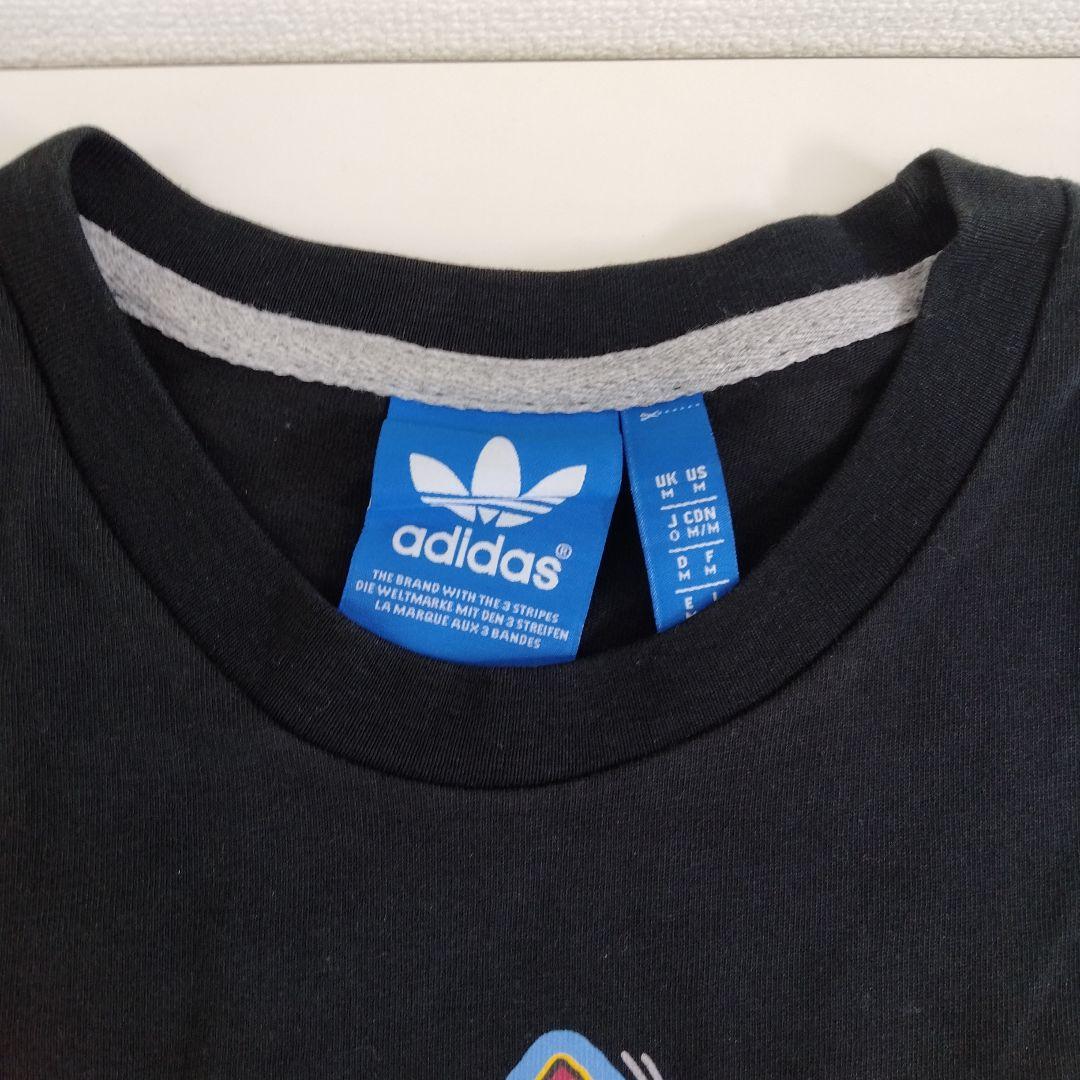 adidas®
THE BRAND WITH THE 3 STRIPES
DIE WELTMARKE MIT DEN 3 STREIFEN
LA MARQUE AUX 3 BANDES
UK US
M M
J CDN
O M/M
D F
M M
E